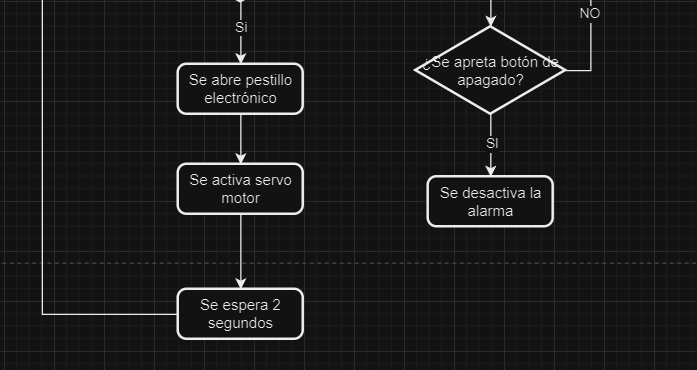 Si
Se abre pestillo
electrónico
Se activa servo
motor
Se espera 2
segundos
NO
¿Se apreta botón de
apagado?
SI
Se desactiva la
alarma